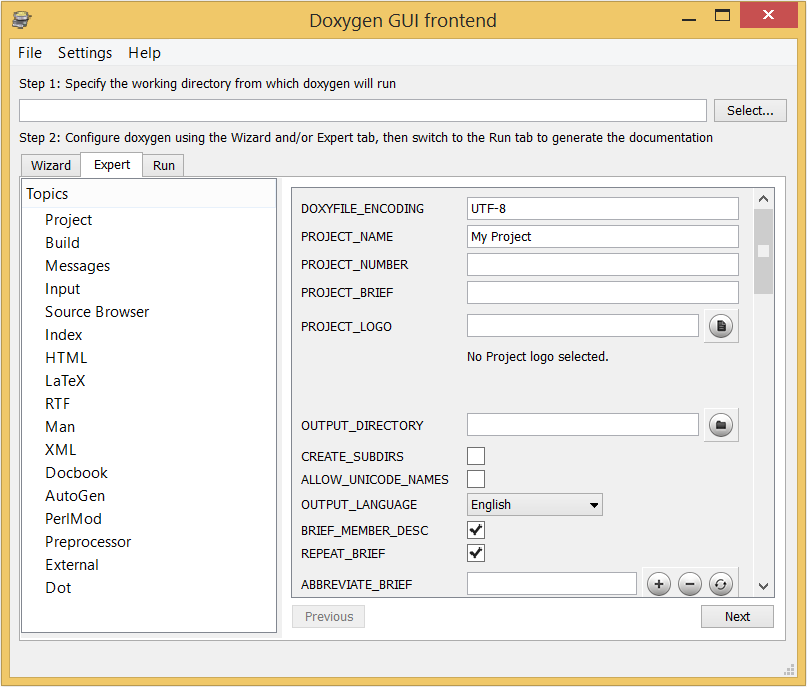 Doxygen GUI frontend
File Settings Help
Step 1: Specify the working directory from which doxygen will run
Select...
Step 2: Configure doxygen using the Wizard and/or Expert tab, then switch to the Run tab to generate the documentation
Wizard Expert Run
Topics
Project
Build
Messages
Input
Source Browser
Index
HTML
LaTeX
RTF
Man
XML
Docbook
AutoGen
PerlMod
Preprocessor
External
Dot
DOXYFILE_ENCODING UTF-8
PROJECT_NAME My Project
PROJECT_NUMBER
PROJECT_BRIEF
PROJECT_LOGO
No Project logo selected.
OUTPUT_DIRECTORY
CREATE_SUBDIRS
ALLOW_UNICODE_NAMES
OUTPUT_LANGUAGE English
BRIEF_MEMBER_DESC
REPEAT_BRIEF
ABBREVIATE_BRIEF
Previous Next